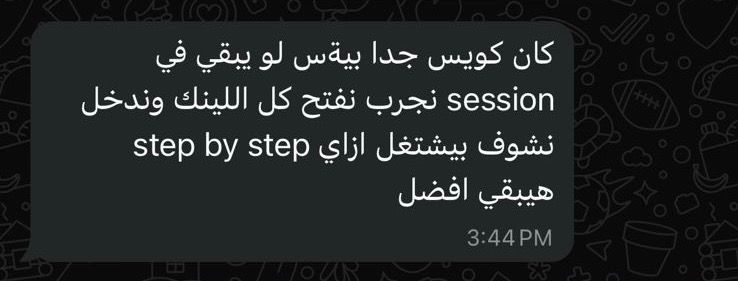 كان كويس جدا بيةس لو يبقي في
session نجرب نفتح كل اللينك وندخل
نشوف بيشتغل ازاي step by step
هيبقي افضل
3:44 PM